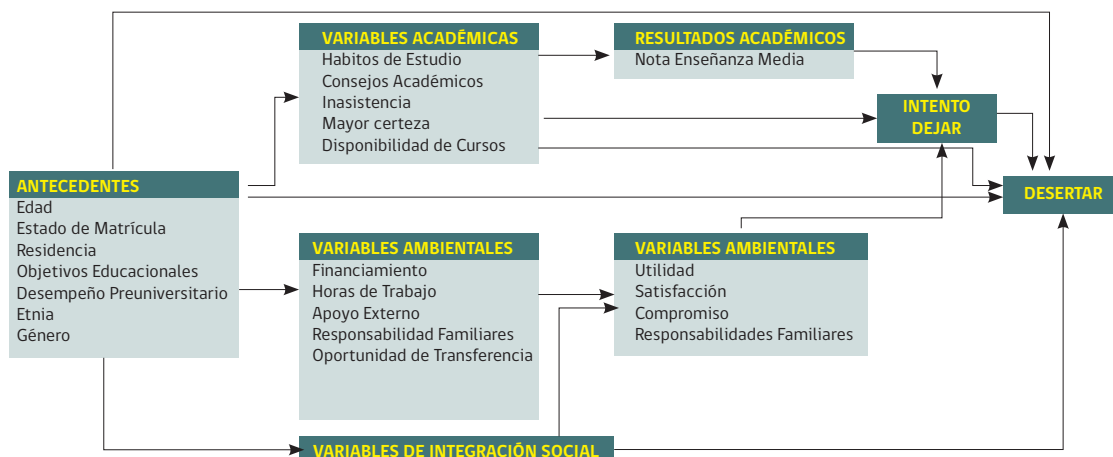 VARIABLES ACADÉMICAS
Habitos de Estudio
Consejos Académicos
Inasistencia
Mayor certeza
Disponibilidad de Cursos
RESULTADOS ACADÉMICOS
Nota Enseñanza Media
INTENTO
DEJAR
DESERTAR
ANTECEDENTES
Edad
Estado de Matrícula
Residencia
Objetivos Educacionales
Desempeño Preuniversitario
Etnia
Género
VARIABLES AMBIENTALES
Financiamiento
Horas de Trabajo
Apoyo Externo
Responsabilidad Familiares
Oportunidad de Transferencia
VARIABLES AMBIENTALES
Utilidad
Satisfacción
Compromiso
Responsabilidades Familiares
VARIABLES DE INTEGRACIÓN SOCIAL